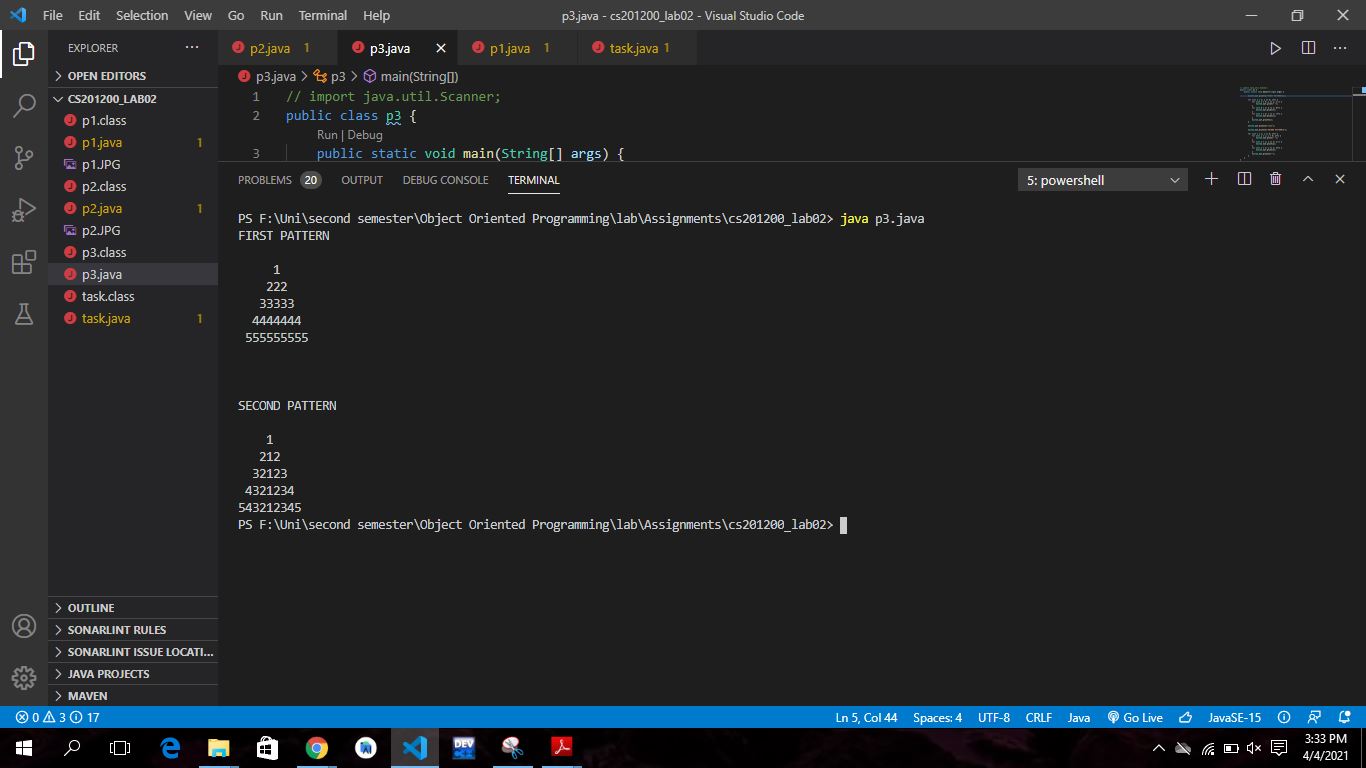 File Edit Selection View Go Run Terminal Help
p3.java - cs201200_lab02 - Visual Studio Code
EXPLORER
OPEN EDITORS
CS201200_LAB02
p1.class
p1.java 1
p1.JPG
p2.class
p2.java 1
p2.JPG
p3.class
p3.java
task.class
task.java 1
OUTLINE
SONARLINT RULES
SONARLINT ISSUE LOCATI...
JAVA PROJECTS
MAVEN
p2.java 1 p3.java p1.java 1 task.java 1
p3.java > p3 > main(String[])
1 // import java.util.Scanner;
2 public class p3 {
Run | Debug
3 public static void main(String[] args) {
PROBLEMS 20 OUTPUT DEBUG CONSOLE TERMINAL
5: powershell
PS F:\Uni\second semester\Object Oriented Programming\lab\Assignments\cs201200_lab02> java p3.java
FIRST PATTERN
1
222
33333
4444444
555555555
SECOND PATTERN
1
212
32123
4321234
543212345
PS F:\Uni\second semester\Object Oriented Programming\lab\Assignments\cs201200_lab02>
0 3 17
Ln 5, Col 44 Spaces: 4 UTF-8 CRLF Java Go Live JavaSE-15
DEV
3:33 PM
4/4/2021